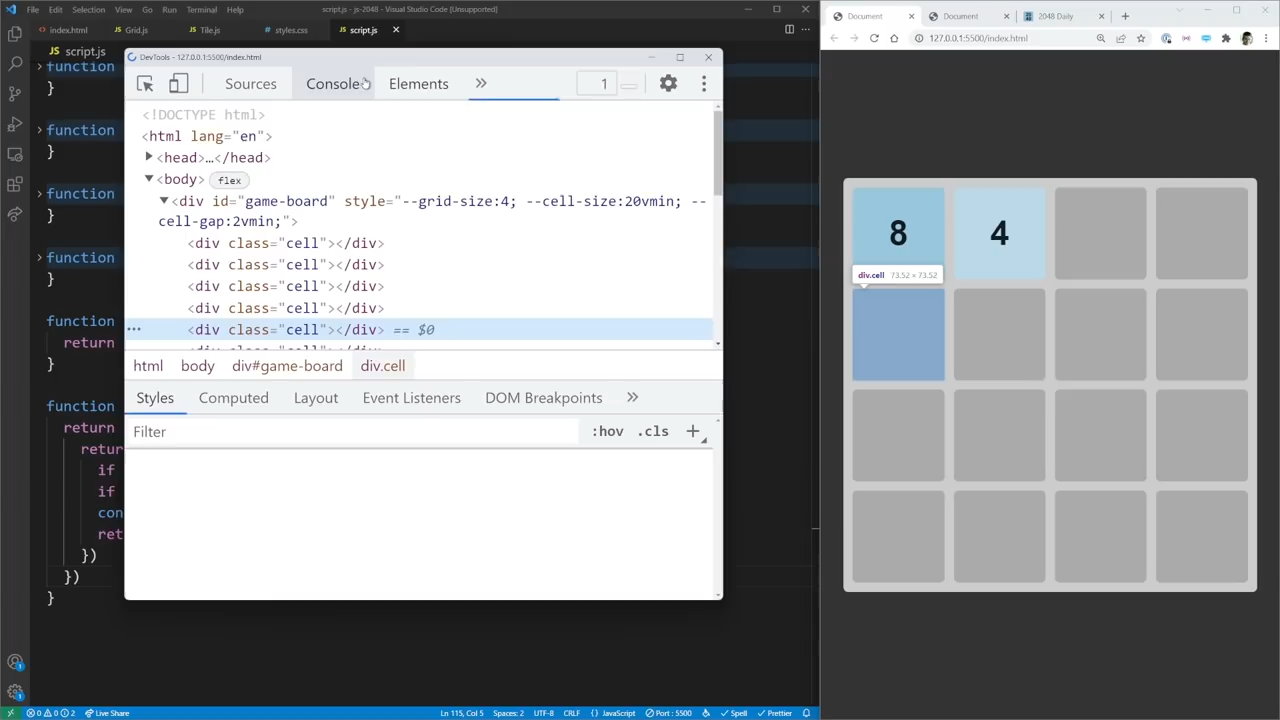 File Edit Selection View Go Run Terminal Help
script.js - js-2048 - Visual Studio Code [Unsupported]
index.html Grid.js Tile.js styles.css script.js
script.js
function
}
function
}
function
}
function
}
function
return
}
function
return
retur
if
if
con
ret
})
})
}
0 0 2 Live Share
Ln 115, Col 5 Spaces: 2 UTF-8 CRLF { } JavaScript Port : 5500 Spell Prettier
DevTools - 127.0.0.1:5500/index.html
Sources Console Elements » 1
<!DOCTYPE html>
<html lang="en">
<head>…</head>
<body> flex
<div id="game-board" style="--grid-size:4; --cell-size:20vmin; --
cell-gap:2vmin;">
<div class="cell"></div>
<div class="cell"></div>
<div class="cell"></div>
<div class="cell"></div>
<div class="cell"></div> == $0
html body div#game-board div.cell
Styles Computed Layout Event Listeners DOM Breakpoints »
Filter :hov .cls +
Document Document 2048 Daily
127.0.0.1:5500/index.html
8 4
div.cell 73.52 × 73.52